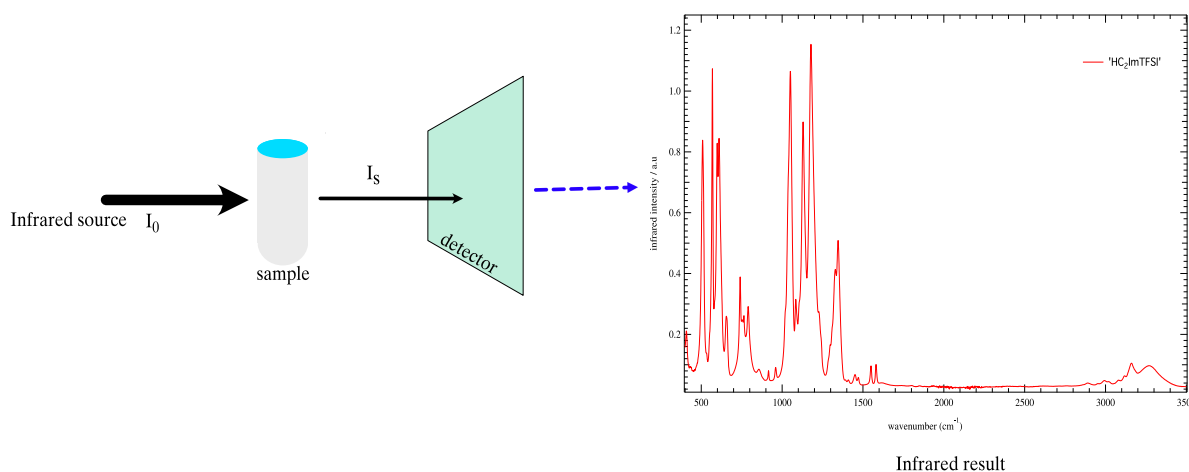 Infrared source I₀
sample
Iₛ
detector
infrared intensity / a.u
1.2
1.0
0.8
0.6
0.4
0.2
'HC₂ImTFSI'
500 1000 1500 2000 2500 3000 350
wavenumber (cm⁻¹)
Infrared result